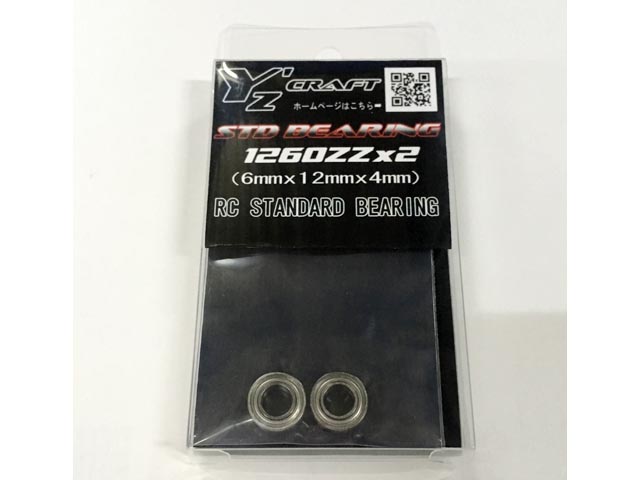 Y'z CRAFT
ホームページはこちら➡
STD BEARING
1260ZZx2
(6mmx12mmx4mm)
RC STANDARD BEARING